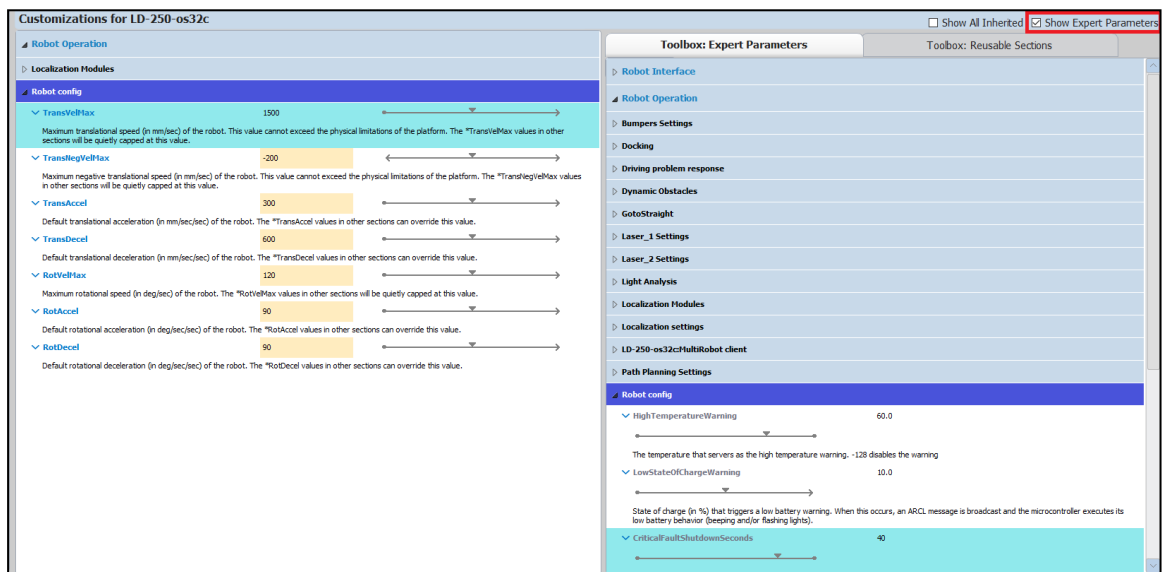 Customizations for LD-250-os32c
Show All Inherited
Show Expert Parameters
Robot Operation
Localization Modules
Robot config
TransVelMax 1500
Maximum translational speed (in mm/sec) of the robot. This value cannot exceed the physical limitations of the platform. The *TransVelMax values in other
sections will be quietly capped at this value.
TransNegVelMax -200
Maximum negative translational speed (in mm/sec) of the robot. This value cannot exceed the physical limitations of the platform. The *TransNegVelMax values
in other sections will be quietly capped at this value.
TransAccel 300
Default translational acceleration (in mm/sec/sec) of the robot. The *TransAccel values in other sections can override this value.
TransDecel 600
Default translational deceleration (in mm/sec/sec) of the robot. The *TransDecel values in other sections can override this value.
RotVelMax 120
Maximum rotational speed (in deg/sec) of the robot. The *RotVelMax values in other sections will be quietly capped at this value.
RotAccel 90
Default rotational acceleration (in deg/sec/sec) of the robot. The *RotAccel values in other sections can override this value.
RotDecel 90
Default rotational deceleration (in deg/sec/sec) of the robot. The *RotDecel values in other sections can override this value.
Toolbox: Expert Parameters
Toolbox: Reusable Sections
Robot Interface
Robot Operation
Bumpers Settings
Docking
Driving problem response
Dynamic Obstacles
GotoStraight
Laser_1 Settings
Laser_2 Settings
Light Analysis
Localization Modules
Localization settings
LD-250-os32c:MultiRobot client
Path Planning Settings
Robot config
HighTemperatureWarning 60.0
The temperature that servers as the high temperature warning. -128 disables the warning
LowStateOfChargeWarning 10.0
State of charge (in %) that triggers a low battery warning. When this occurs, an ARCL message is broadcast and the microcontroller executes its
low battery behavior (beeping and/or flashing lights).
CriticalFaultShutdownSeconds 40